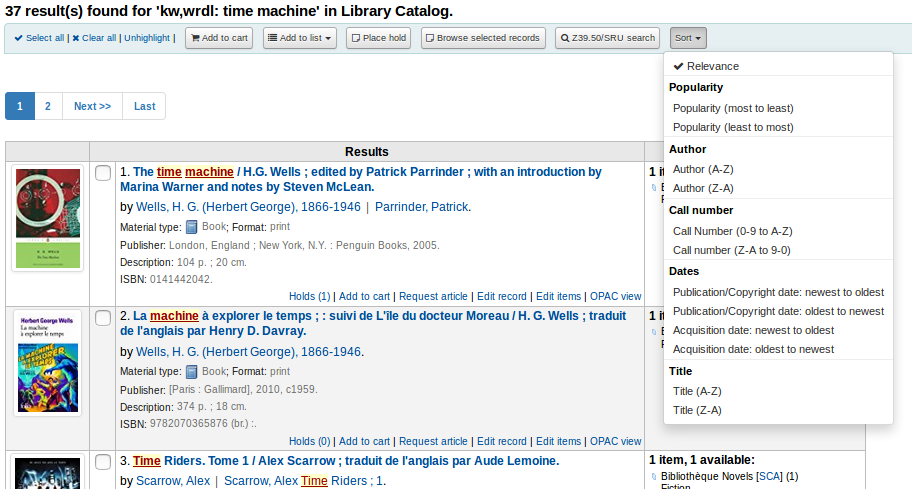 37 result(s) found for 'kw,wrdl: time machine' in Library Catalog.
Select all | Clear all | Unhighlight |
Add to cart
Add to list
Place hold
Browse selected records
Z39.50/SRU search
Sort
Relevance
Popularity
Popularity (most to least)
Popularity (least to most)
Author
Author (A-Z)
Author (Z-A)
Call number
Call Number (0-9 to A-Z)
Call number (Z-A to 9-0)
Dates
Publication/Copyright date: newest to oldest
Publication/Copyright date: oldest to newest
Acquisition date: newest to oldest
Acquisition date: oldest to newest
Title
Title (A-Z)
Title (Z-A)
1 2 Next >> Last
Results
1. The time machine / H.G. Wells ; edited by Patrick Parrinder ; with an introduction by
Marina Warner and notes by Steven McLean.
by Wells, H. G. (Herbert George), 1866-1946 | Parrinder, Patrick.
Material type: Book; Format: print
Publisher: London, England ; New York, N.Y. : Penguin Books, 2005.
Description: 104 p. ; 20 cm.
ISBN: 0141442042.
Holds (1) | Add to cart | Request article | Edit record | Edit items | OPAC view
Herbert George Wells
La machine
à explorer le temps
2. La machine à explorer le temps ; : suivi de L'île du docteur Moreau / H. G. Wells ; traduit
de l'anglais par Henry D. Davray.
by Wells, H. G. (Herbert George), 1866-1946.
Material type: Book; Format: print
Publisher: [Paris : Gallimard], 2010, c1959.
Description: 374 p. ; 18 cm.
ISBN: 9782070365876 (br.) :.
Holds (0) | Add to cart | Request article | Edit record | Edit items | OPAC view
3. Time Riders. Tome 1 / Alex Scarrow ; traduit de l'anglais par Aude Lemoine.
by Scarrow, Alex | Scarrow, Alex Time Riders ; 1.
1 item, 1 available:
Bibliothèque Novels [SCA] (1)
Fiction